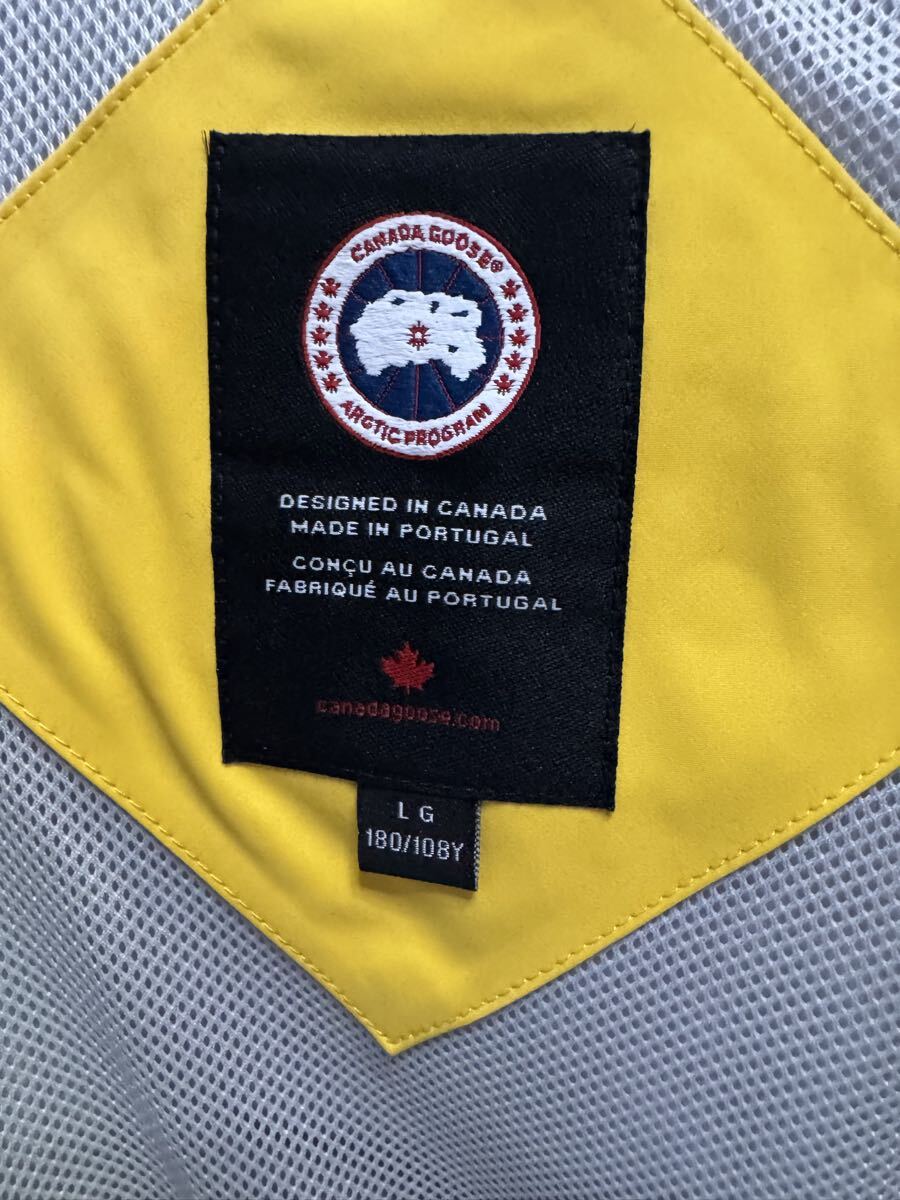 CANADA GOOSE®
ARCTIC PROGRAM
DESIGNED IN CANADA
MADE IN PORTUGAL
CONÇU AU CANADA
FABRIQUÉ AU PORTUGAL
canadagoose.com
LG
180/108Y